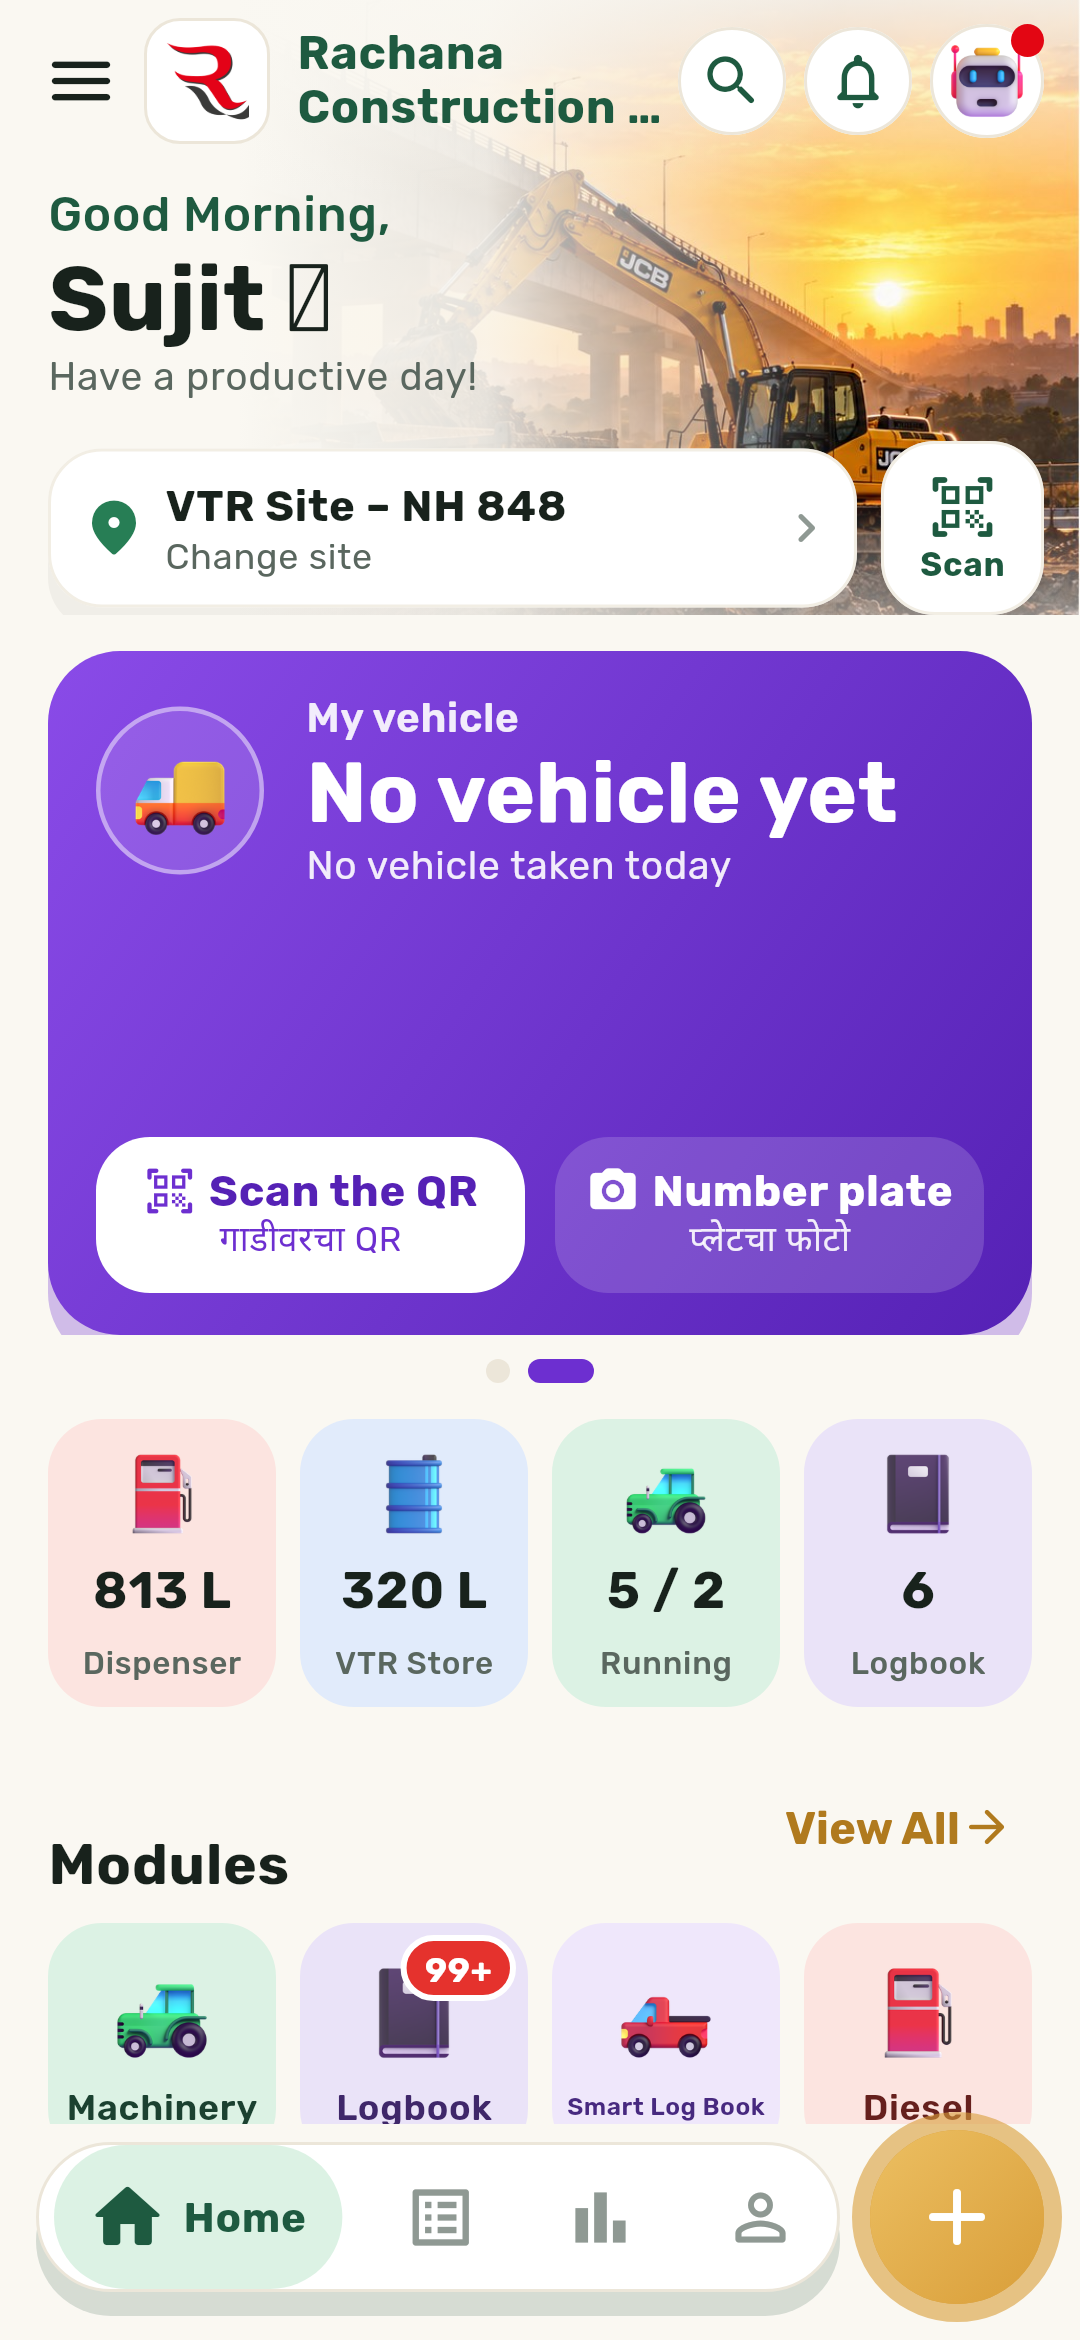 Rachana
Construction ...
Good Morning,
Sujit
Have a productive day!
JCB
VTR Site – NH 848
Change site
Scan
My vehicle
No vehicle yet
No vehicle taken today
Scan the QR
गाडीवरचा QR
Number plate
प्लेटचा फोटो
813 L
Dispenser
320 L
VTR Store
5 / 2
Running
6
Logbook
View All
Modules
99+
Machinery
Logbook
Smart Log Book
Diesel
Home